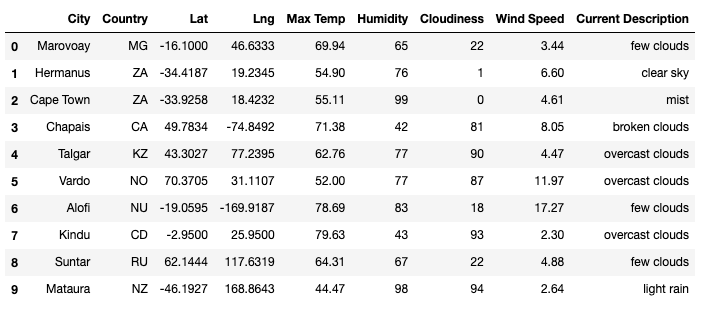 City Country Lat Lng Max Temp Humidity Cloudiness Wind Speed Current Description
0 Marovoay MG -16.1000 46.6333 69.94 65 22 3.44 few clouds
1 Hermanus ZA -34.4187 19.2345 54.90 76 1 6.60 clear sky
2 Cape Town ZA -33.9258 18.4232 55.11 99 0 4.61 mist
3 Chapais CA 49.7834 -74.8492 71.38 42 81 8.05 broken clouds
4 Talgar KZ 43.3027 77.2395 62.76 77 90 4.47 overcast clouds
5 Vardo NO 70.3705 31.1107 52.00 77 87 11.97 overcast clouds
6 Alofi NU -19.0595 -169.9187 78.69 83 18 17.27 few clouds
7 Kindu CD -2.9500 25.9500 79.63 43 93 2.30 overcast clouds
8 Suntar RU 62.1444 117.6319 64.31 67 22 4.88 few clouds
9 Mataura NZ -46.1927 168.8643 44.47 98 94 2.64 light rain